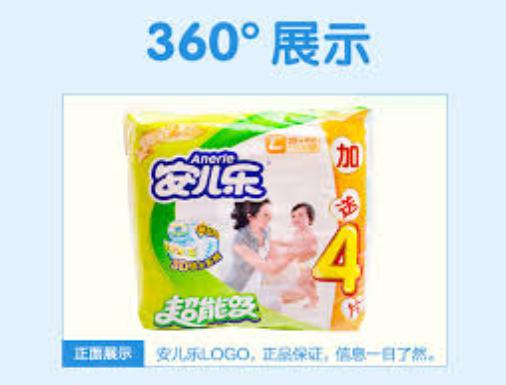 360° 展示
Anerle
安儿乐
L
加
送
4
片
3D
超能吸
正面展示
安儿乐LOGO，正品保证，信息一目了然。